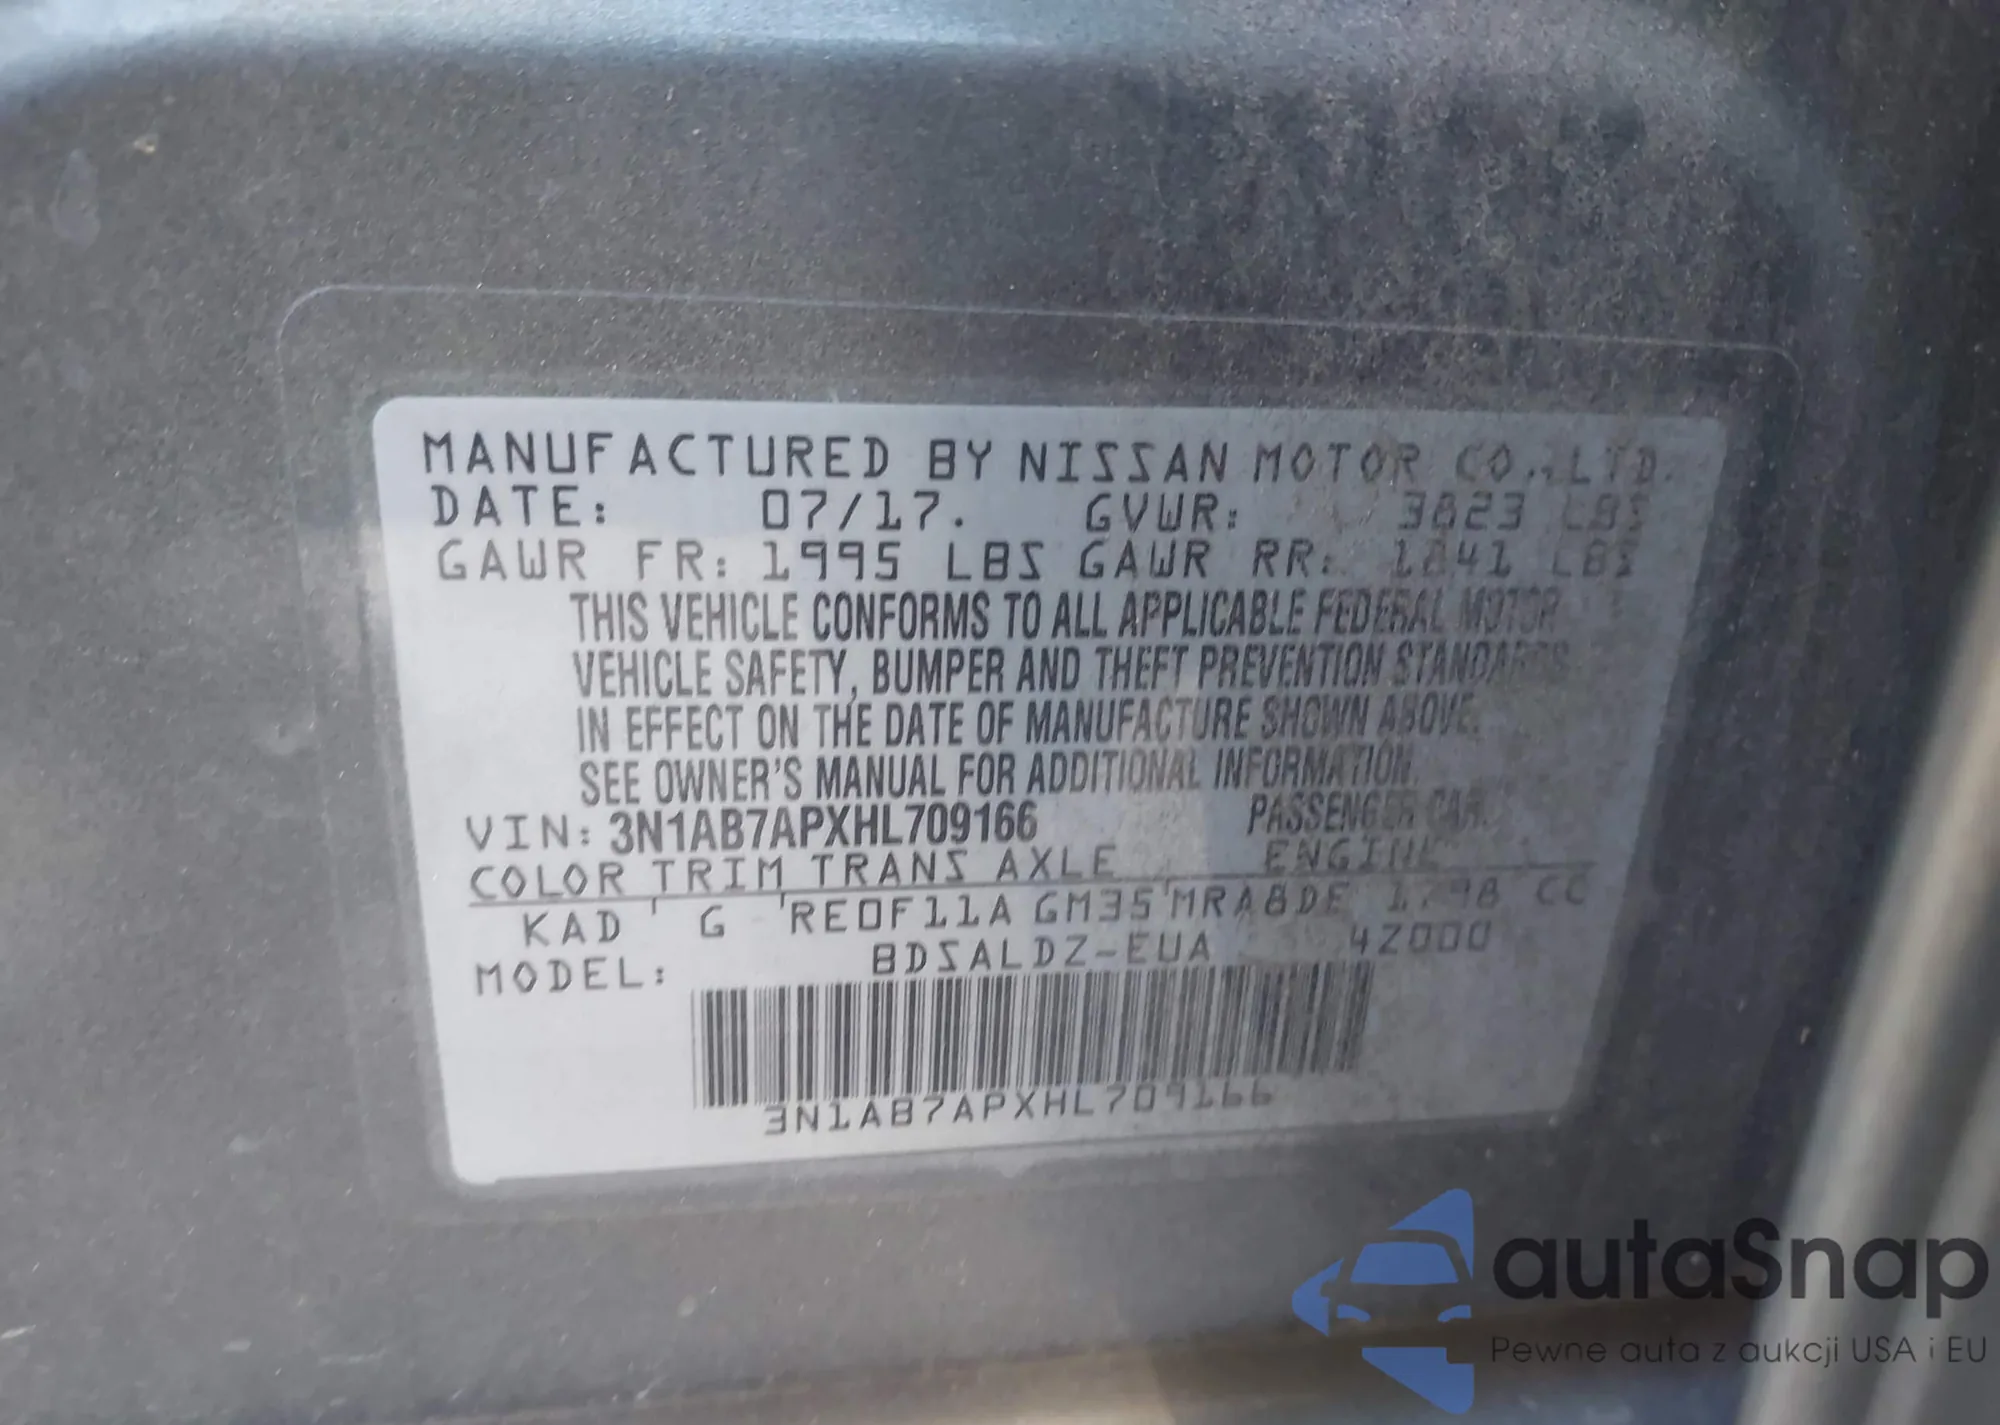 MANUFACTURED BY NISSAN MOTOR CO., LTD.
DATE: 07/17. GVWR: 3823 LBS
GAWR FR: 1995 LBS GAWR RR: 1841 LBS
THIS VEHICLE CONFORMS TO ALL APPLICABLE FEDERAL MOTOR
VEHICLE SAFETY, BUMPER AND THEFT PREVENTION STANDARDS
IN EFFECT ON THE DATE OF MANUFACTURE SHOWN ABOVE.
SEE OWNER'S MANUAL FOR ADDITIONAL INFORMATION.
VIN: 3N1AB7APXHL709166 PASSENGER CAR
COLOR TRIM TRANS AXLE ENGINE
KAD G RE0F11A GM35 MRA8DE 1798 CC
MODEL: BDSALDZ-EUA 42000
3N1AB7APXHL709166
autaSnap
Pewne auta z aukcji USA i EU